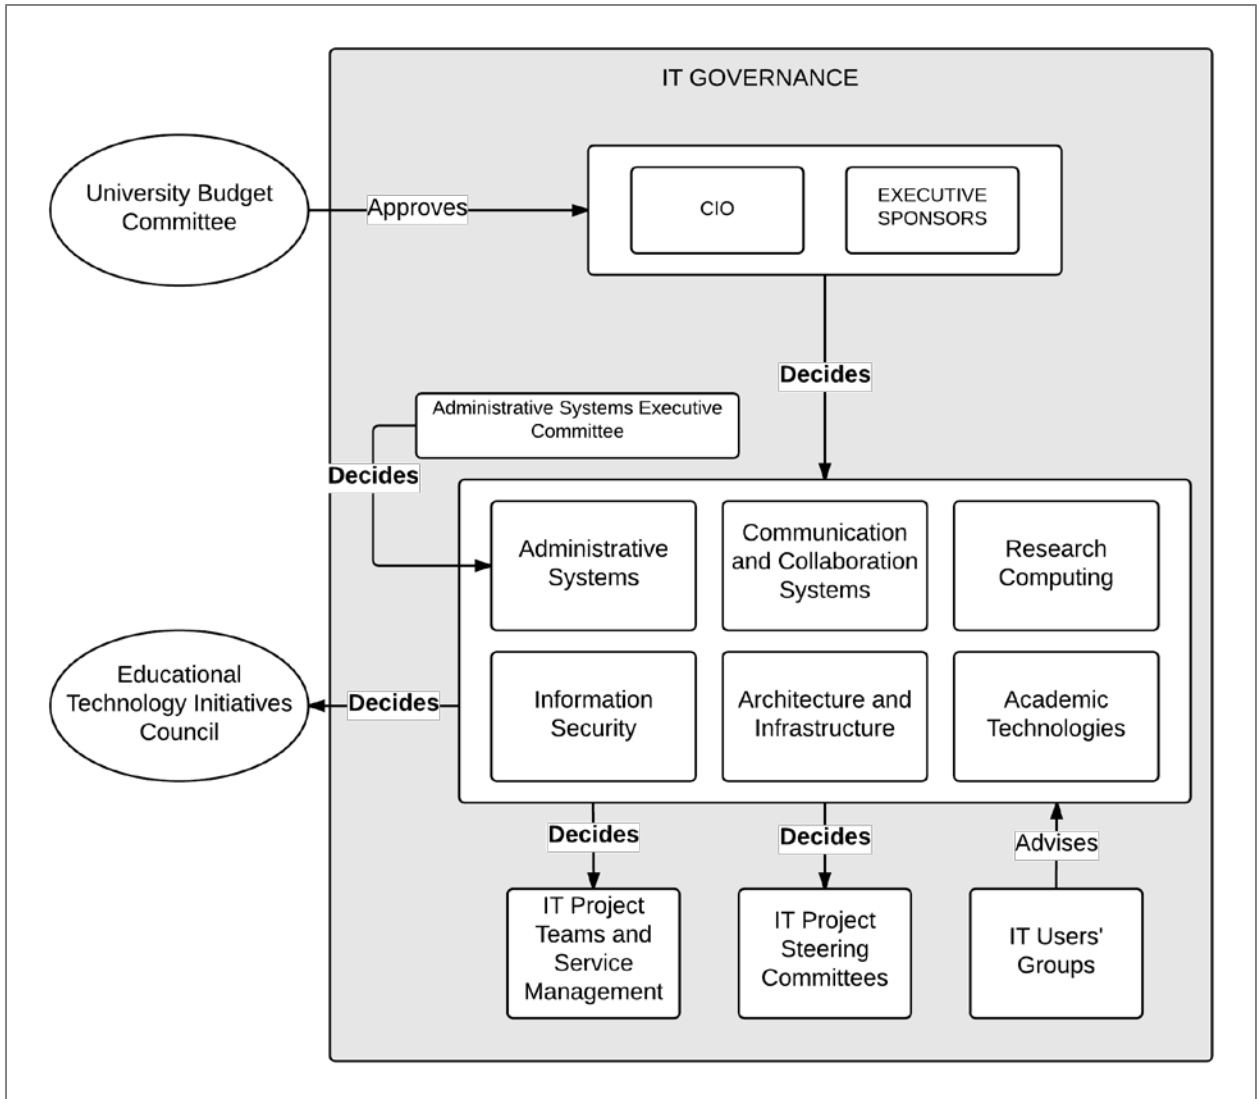 IT GOVERNANCE
University Budget
Committee
Approves
CIO
EXECUTIVE
SPONSORS
Decides
Administrative Systems Executive
Committee
Decides
Administrative
Systems
Communication
and Collaboration
Systems
Research
Computing
Educational
Technology Initiatives
Council
Decides
Information
Security
Architecture and
Infrastructure
Academic
Technologies
Decides
Decides
Advises
IT Project
Teams and
Service
Management
IT Project
Steering
Committees
IT Users'
Groups